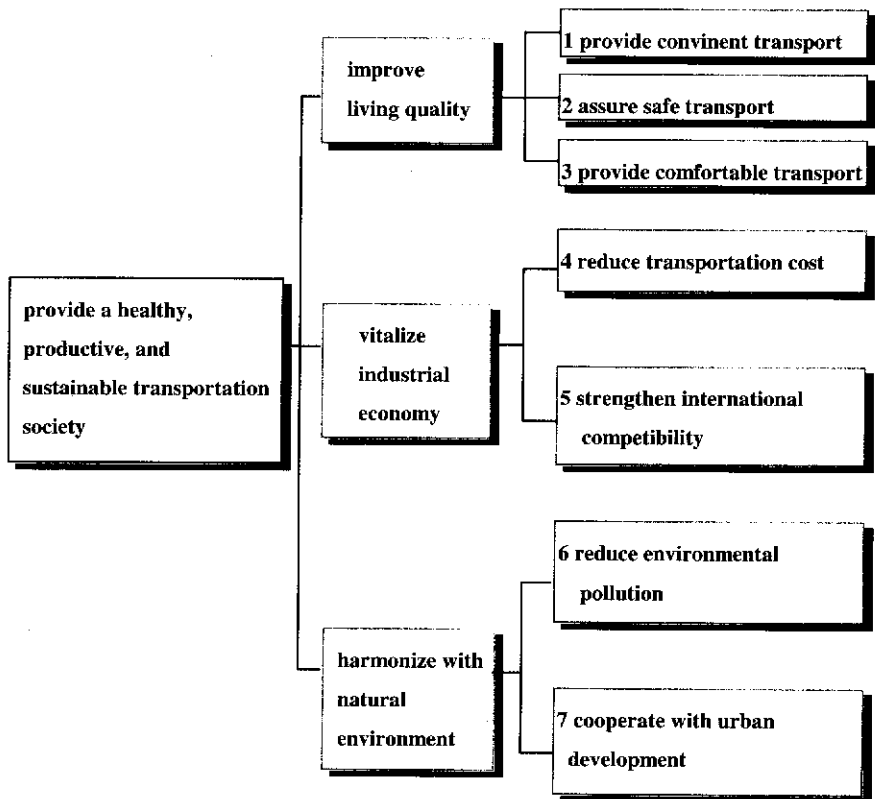 provide a healthy,
productive, and
sustainable transportation
society
improve
living quality
1 provide convinent transport
2 assure safe transport
3 provide comfortable transport
vitalize
industrial
economy
4 reduce transportation cost
5 strengthen international
competibility
harmonize with
natural
environment
6 reduce environmental
pollution
7 cooperate with urban
development